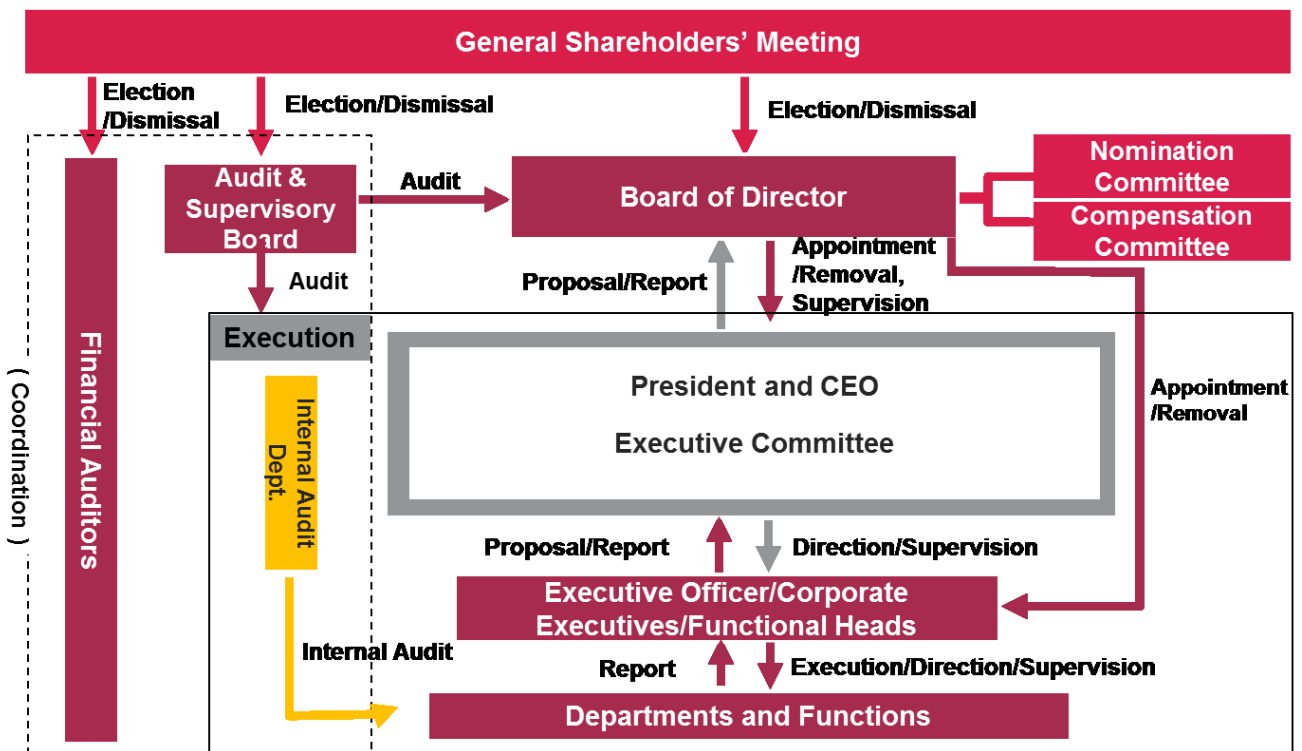 General Shareholders' Meeting
Election
/Dismissal
Election/Dismissal
Election/Dismissal
Nomination
Committee
Compensation
Committee
Audit &
Supervisory
Board
Audit
Board of Director
Audit
Proposal/Report
Appointment
/Removal,
Supervision
Execution
President and CEO
Executive Committee
Appointment
/Removal
( Coordination )
Financial Auditors
Internal Audit
Dept.
Proposal/Report
Direction/Supervision
Executive Officer/Corporate
Executives/Functional Heads
Internal Audit
Report
Execution/Direction/Supervision
Departments and Functions